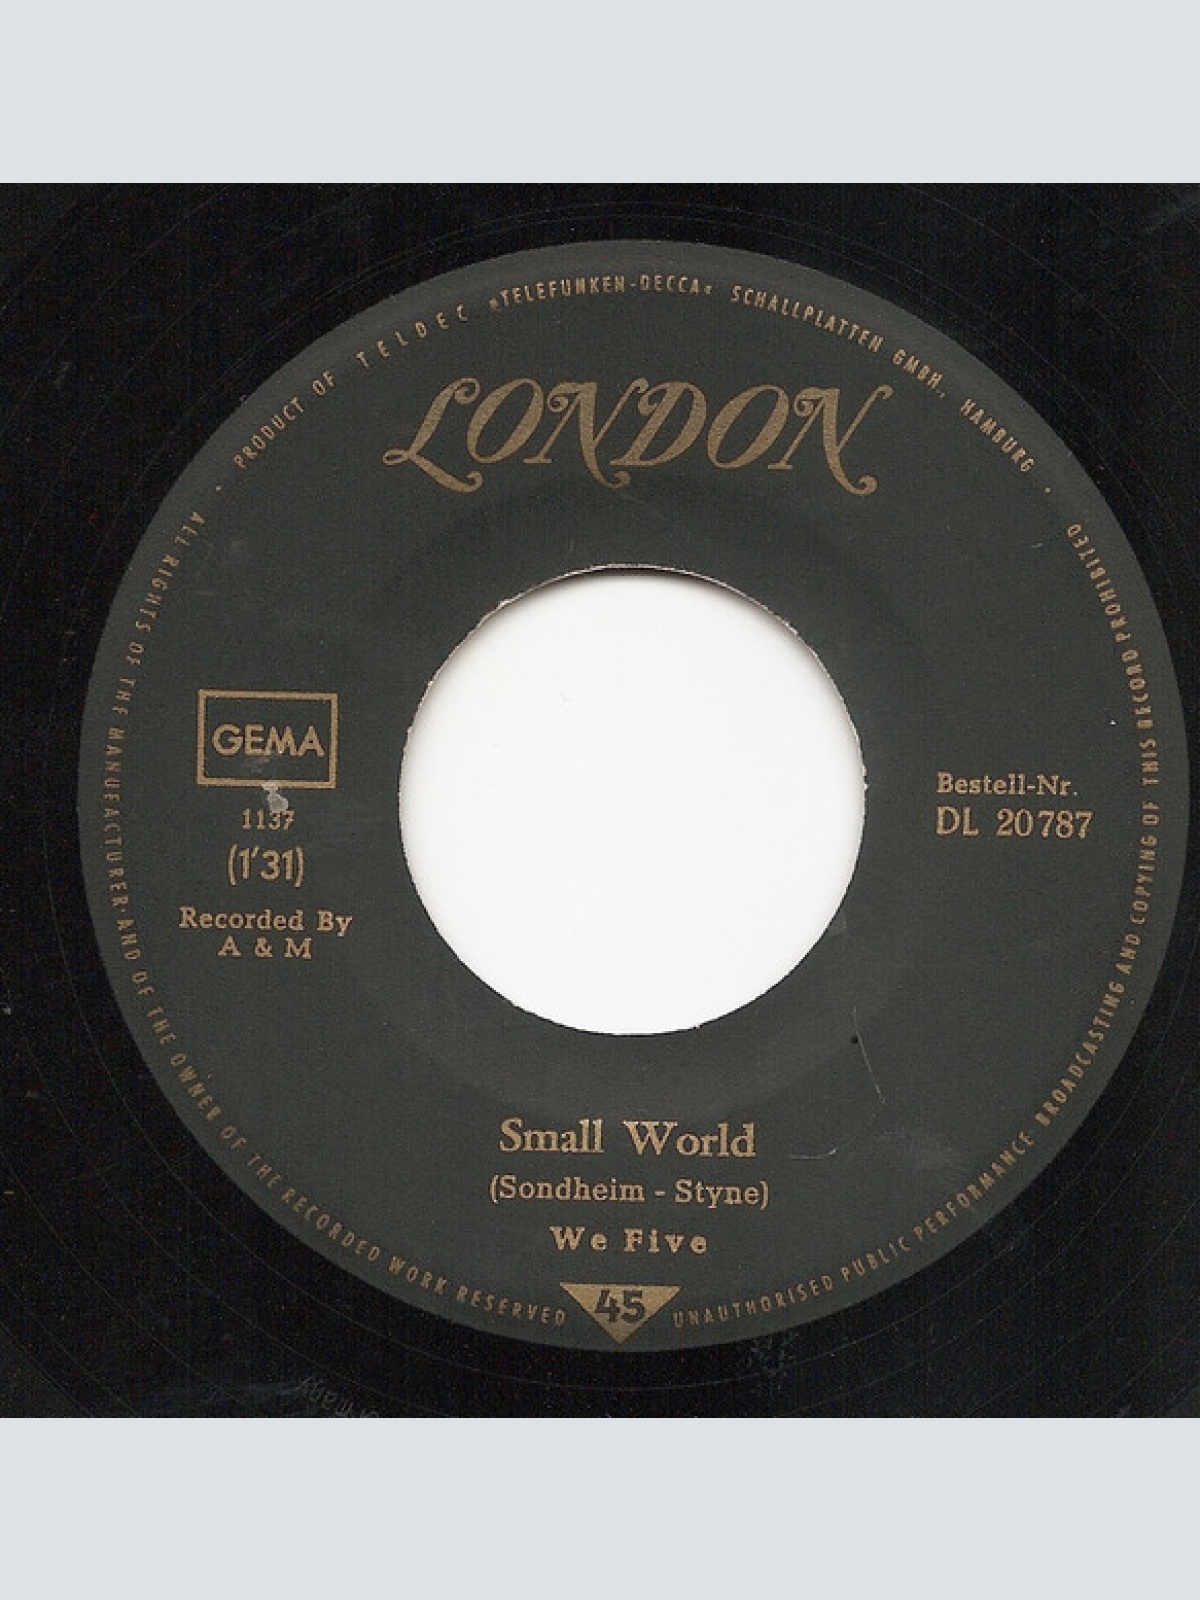 PRODUCT OF TELDEC »TELEFUNKEN-DECCA« SCHALLPLATTEN GMBH., HAMBURG
LONDON
GEMA
1137
(1'31)
Recorded By
A & M
Bestell-Nr.
DL 20787
Small World
(Sondheim - Styne)
We Five
45
ALL RIGHTS OF THE MANUFACTURER·AND OF THE OWNER OF THE RECORDED WORK RESERVED
UNAUTHORISED PUBLIC PERFORMANCE BROADCASTING AND COPYING OF THIS RECORD PROHIBITED